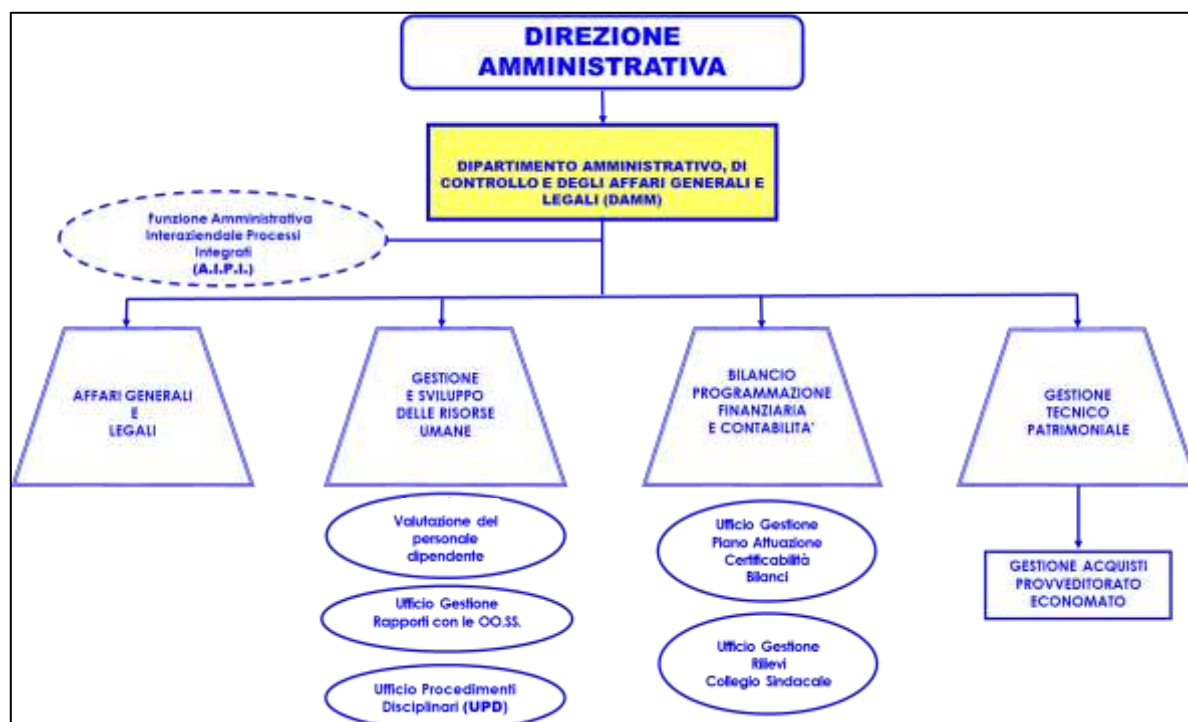 DIREZIONE
AMMINISTRATIVA
DIPARTIMENTO AMMINISTRATIVO, DI
CONTROLLO E DEGLI AFFARI GENERALI E
LEGALI (DAMM)
Funzione Amministrativa
Interaziendale Processi
Integrati
(A.I.P.I.)
AFFARI GENERALI
E
LEGALI
GESTIONE
E SVILUPPO
DELLE RISORSE
UMANE
BILANCIO
PROGRAMMAZIONE
FINANZIARIA
E CONTABILITA'
GESTIONE
TECNICO
PATRIMONIALE
Valutazione del
personale
dipendente
Ufficio Gestione
Rapporti con le OO.SS.
Ufficio Procedimenti
Disciplinari (UPD)
Ufficio Gestione
Piano Attuazione
Certificabilità
Bilanci
Ufficio Gestione
Rilievi
Collegio Sindacale
GESTIONE ACQUISTI
PROVVEDITORATO
ECONOMATO